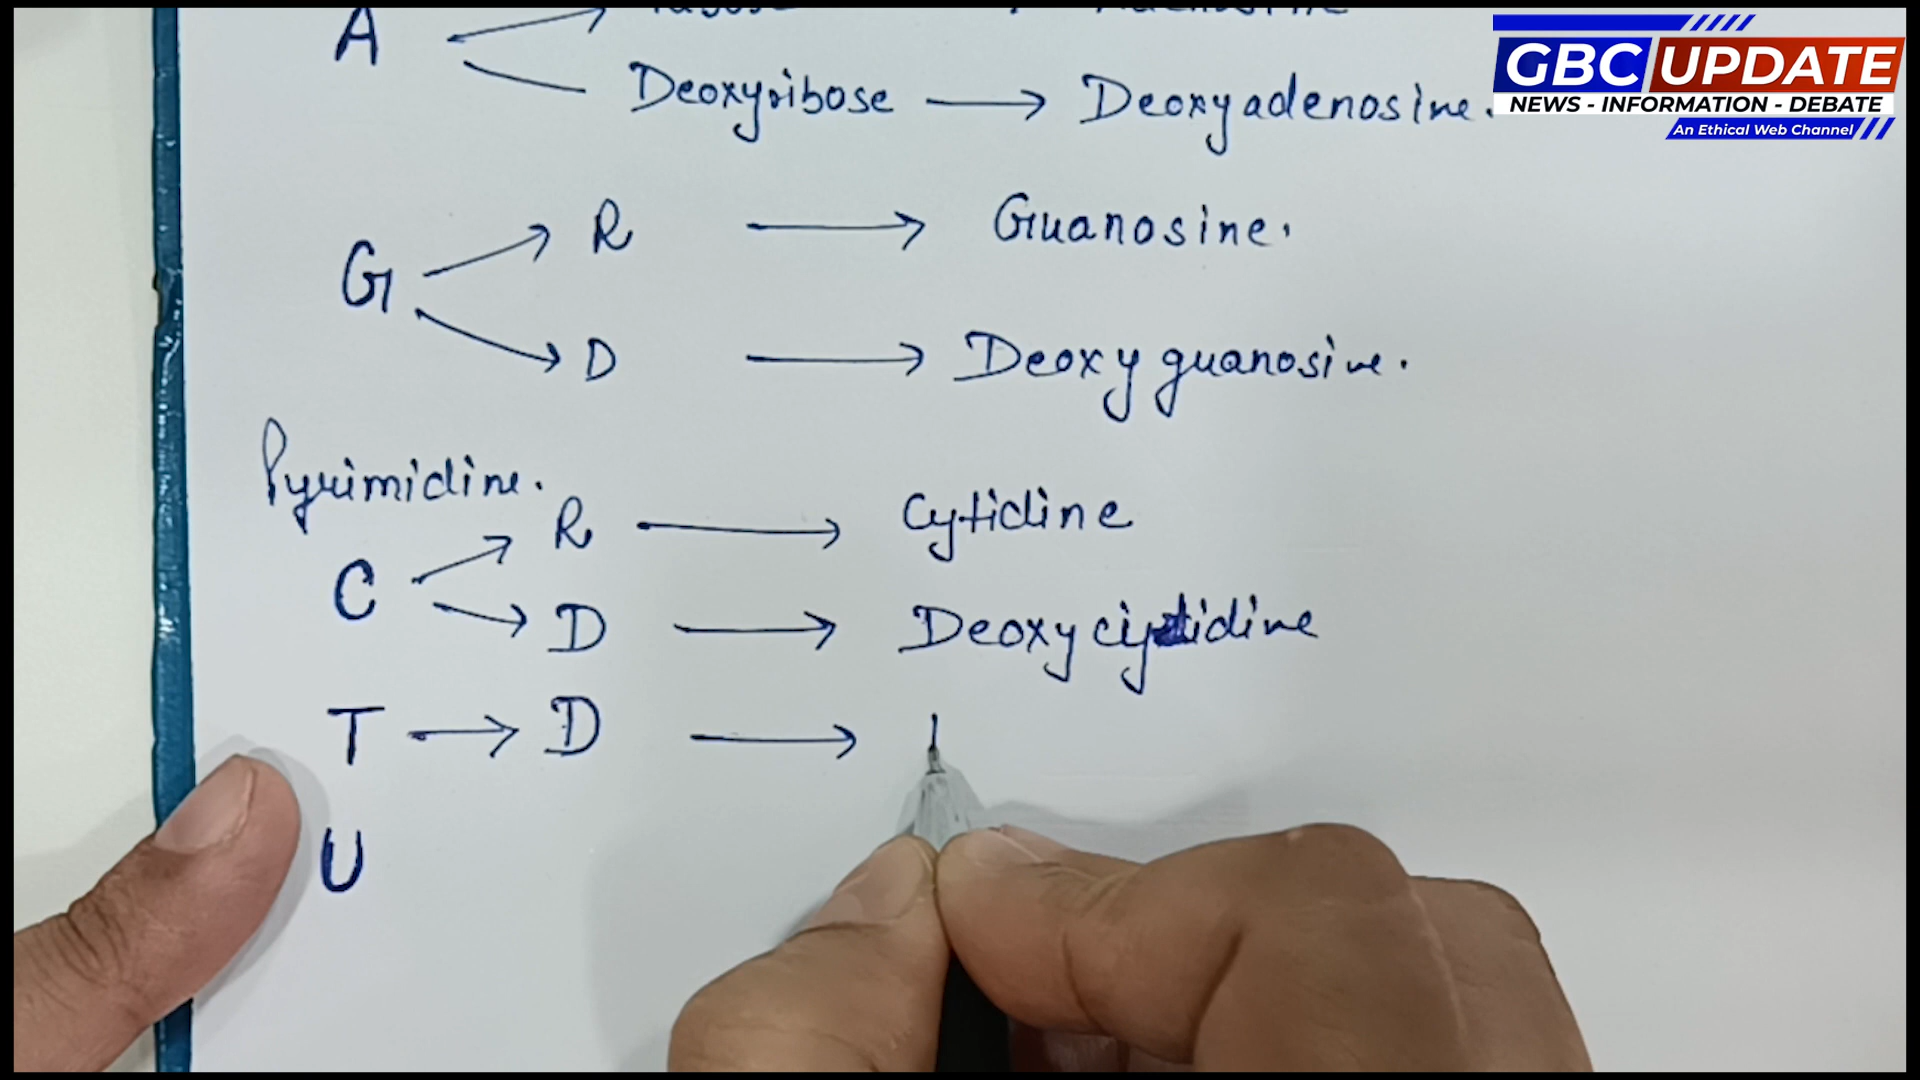 A
Deoxyribose → Deoxyadenosine.
G → R → Guanosine.
→ D → Deoxyguanosine.
Pyrimidine.
C → R → Cytidine
→ D → Deoxycytidine
T → D →
U
GBC UPDATE
NEWS - INFORMATION - DEBATE
An Ethical Web Channel